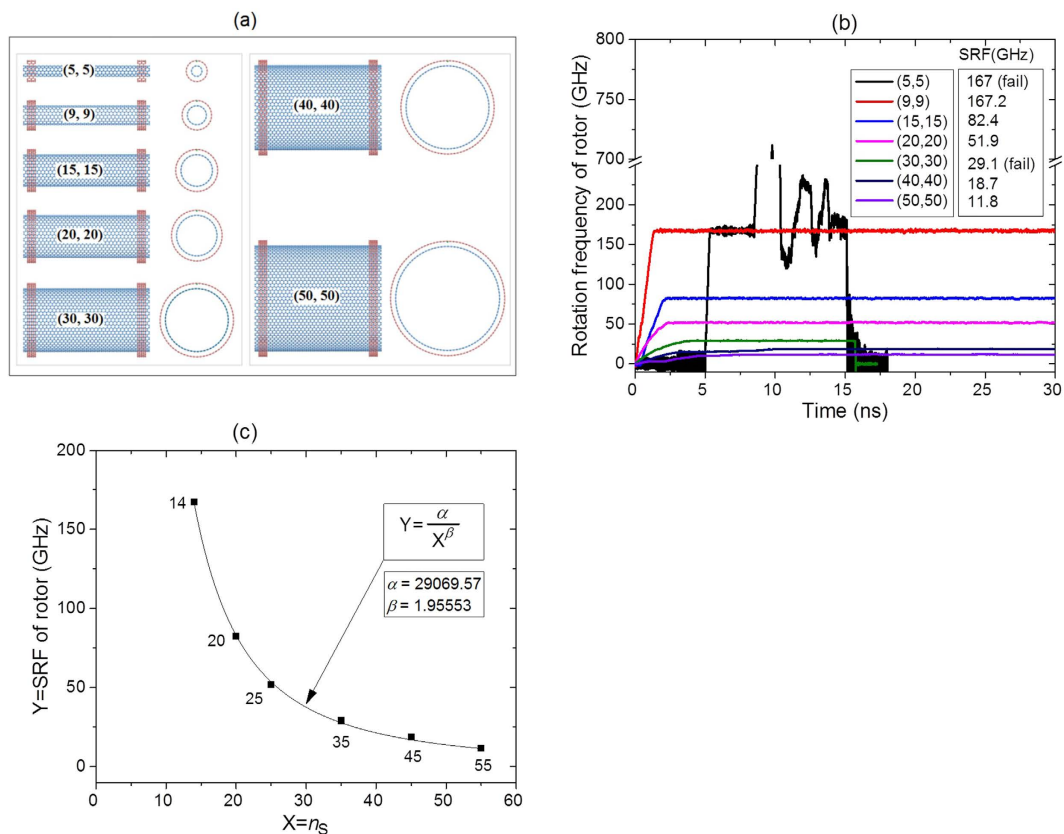 (a)
(5, 5)
(9, 9)
(15, 15)
(20, 20)
(30, 30)
(40, 40)
(50, 50)
(b)
Rotation frequency of rotor (GHz)
800
750
700
200
150
100
50
0
SRF(GHz)
(5,5) 167 (fail)
(9,9) 167.2
(15,15) 82.4
(20,20) 51.9
(30,30) 29.1 (fail)
(40,40) 18.7
(50,50) 11.8
0 5 10 15 20 25 30
Time (ns)
(c)
Y=SRF of rotor (GHz)
200
150
100
50
0
14
20
25
35
45
55
Y=α/X^β
α = 29069.57
β = 1.95553
0 10 20 30 40 50 60
X=nS